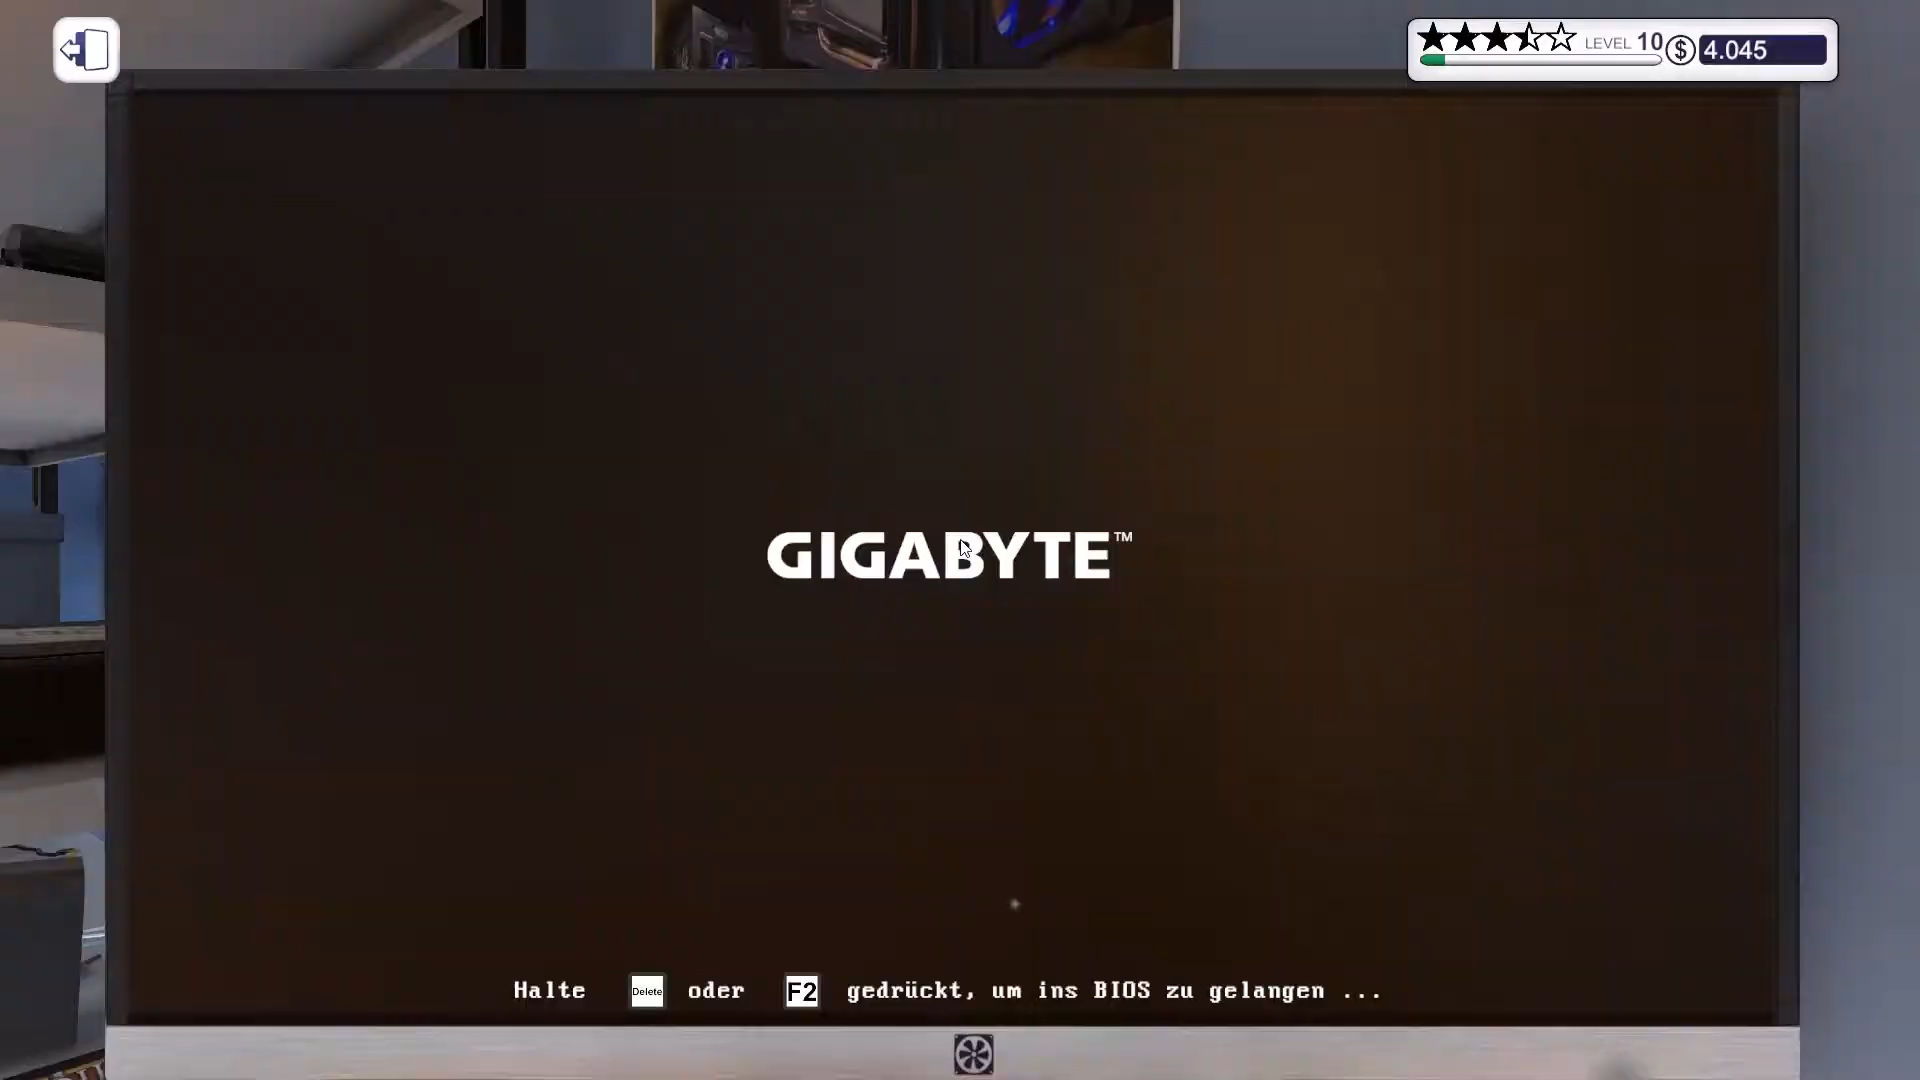 LEVEL 10 $ 4.045
GIGABYTE™
Halte Delete oder F2 gedrückt, um ins BIOS zu gelangen ...